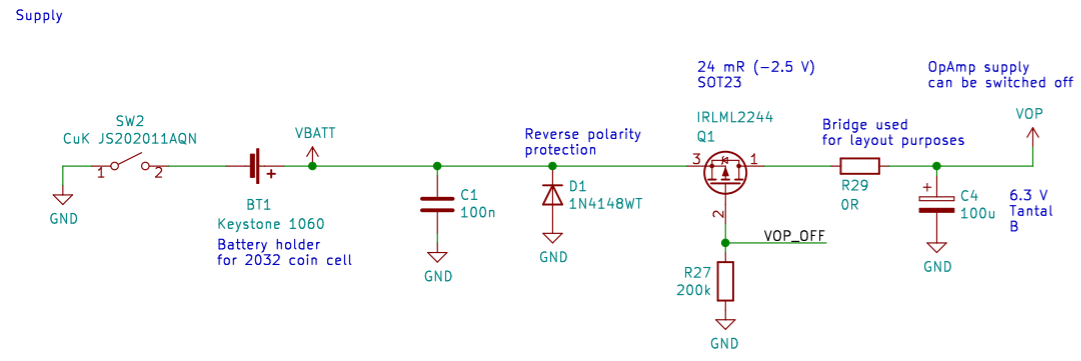 Supply
24 mR (−2.5 V)
SOT23
OpAmp supply
can be switched off
SW2
CuK JS202011AQN
VBATT
Reverse polarity
protection
IRLML2244
Q1
Bridge used
for layout purposes
VOP
1
2
+
3
1
GND
BT1
Keystone 1060
Battery holder
for 2032 coin cell
C1
100n
D1
1N4148WT
2
R29
0R
+
C4
100u
6.3 V
Tantal
B
VOP_OFF
GND
GND
GND
R27
200k
GND